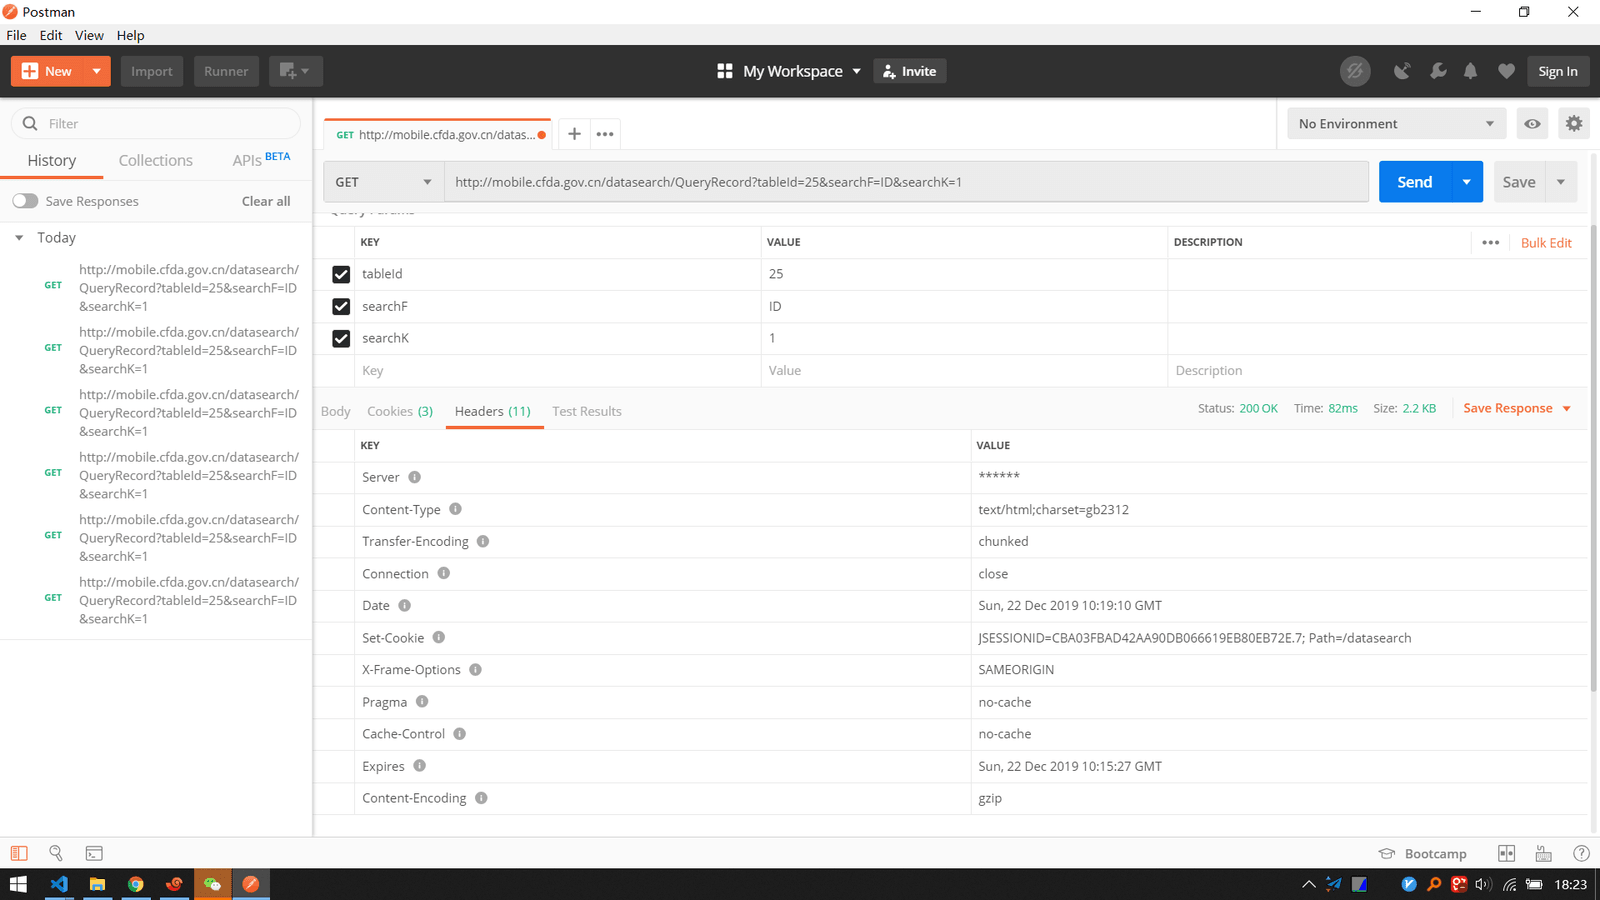 Postman
File Edit View Help
New Import Runner My Workspace Invite Sign In
Filter
History Collections APIs BETA
Save Responses Clear all
Today
GET http://mobile.cfda.gov.cn/datasearch/
QueryRecord?tableId=25&searchF=ID
&searchK=1
GET http://mobile.cfda.gov.cn/datasearch/
QueryRecord?tableId=25&searchF=ID
&searchK=1
GET http://mobile.cfda.gov.cn/datasearch/
QueryRecord?tableId=25&searchF=ID
&searchK=1
GET http://mobile.cfda.gov.cn/datasearch/
QueryRecord?tableId=25&searchF=ID
&searchK=1
GET http://mobile.cfda.gov.cn/datasearch/
QueryRecord?tableId=25&searchF=ID
&searchK=1
GET http://mobile.cfda.gov.cn/datasearch/
QueryRecord?tableId=25&searchF=ID
&searchK=1
GET http://mobile.cfda.gov.cn/datas...
No Environment
GET http://mobile.cfda.gov.cn/datasearch/QueryRecord?tableId=25&searchF=ID&searchK=1 Send Save
Query Params
KEY VALUE DESCRIPTION Bulk Edit
tableId 25
searchF ID
searchK 1
Key Value Description
Body Cookies (3) Headers (11) Test Results Status: 200 OK Time: 82ms Size: 2.2 KB Save Response
KEY VALUE
Server ******
Content-Type text/html;charset=gb2312
Transfer-Encoding chunked
Connection close
Date Sun, 22 Dec 2019 10:19:10 GMT
Set-Cookie JSESSIONID=CBA03FBAD42AA90DB066619EB80EB72E.7; Path=/datasearch
X-Frame-Options SAMEORIGIN
Pragma no-cache
Cache-Control no-cache
Expires Sun, 22 Dec 2019 10:15:27 GMT
Content-Encoding gzip
Bootcamp
18:23